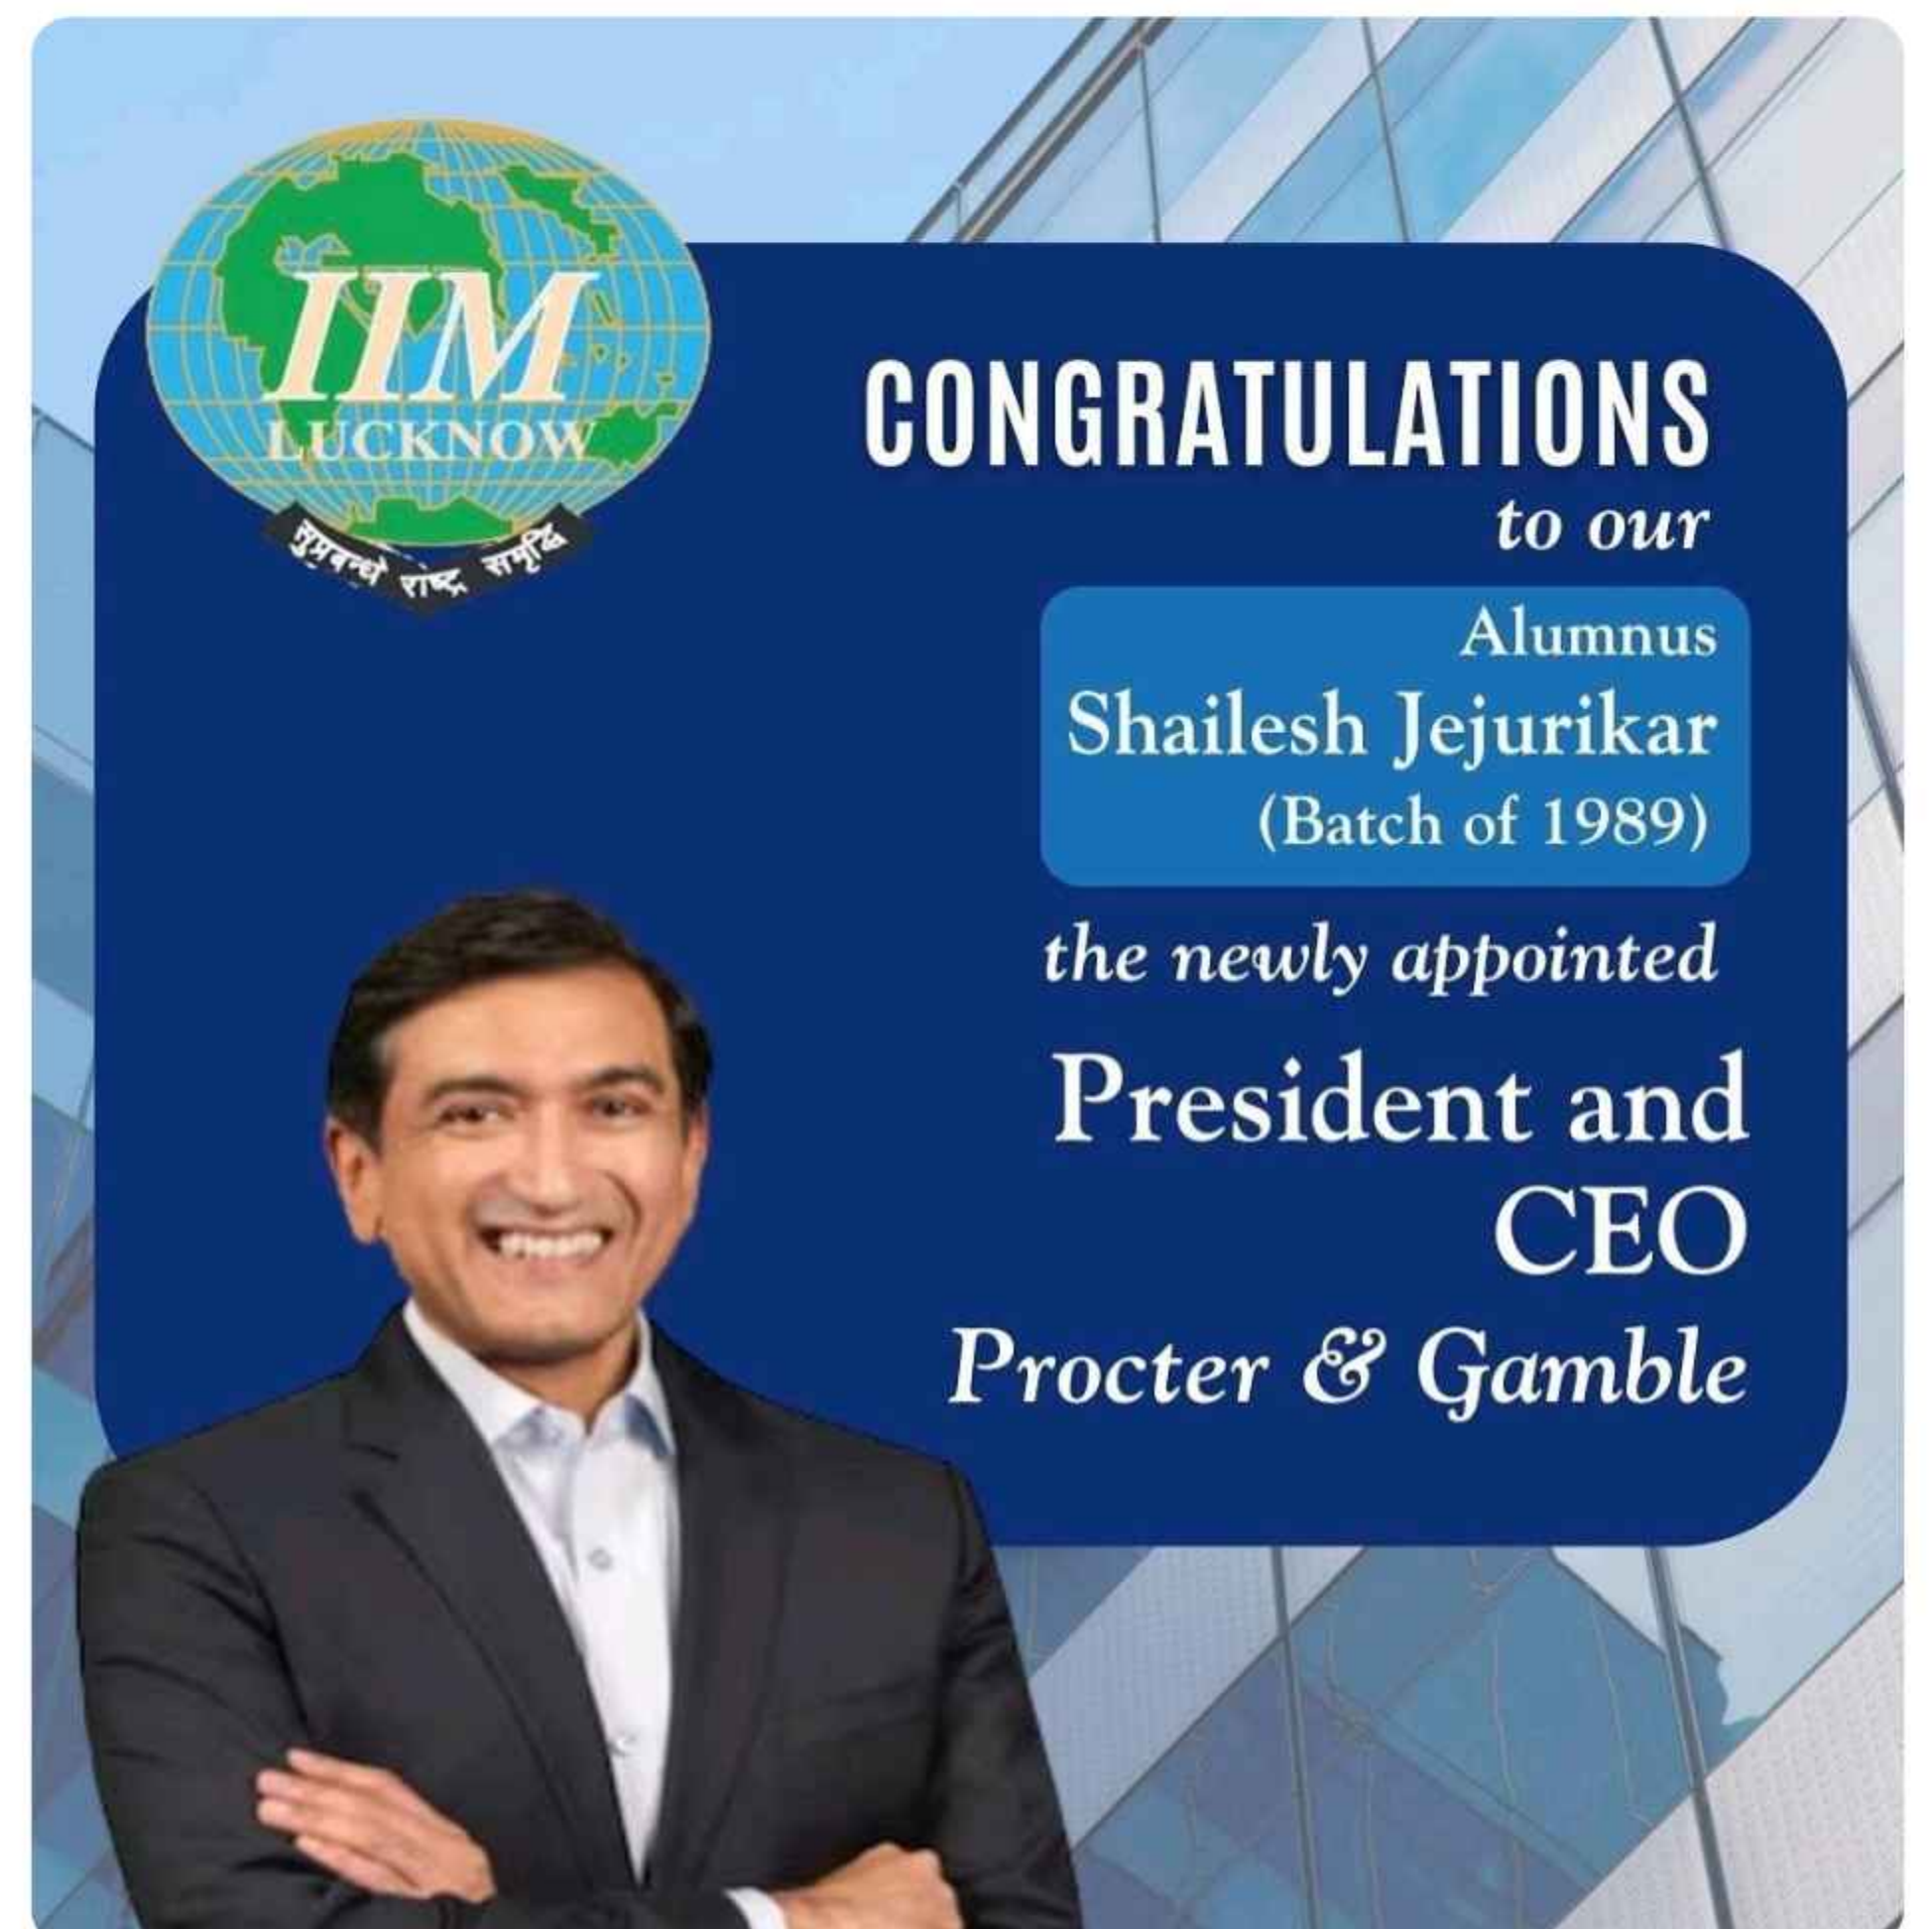 IIM
LUCKNOW
सुप्रबन्धे राष्ट्र समृद्धि
CONGRATULATIONS
to our
Alumnus
Shailesh Jejurikar
(Batch of 1989)
the newly appointed
President and
CEO
Procter & Gamble